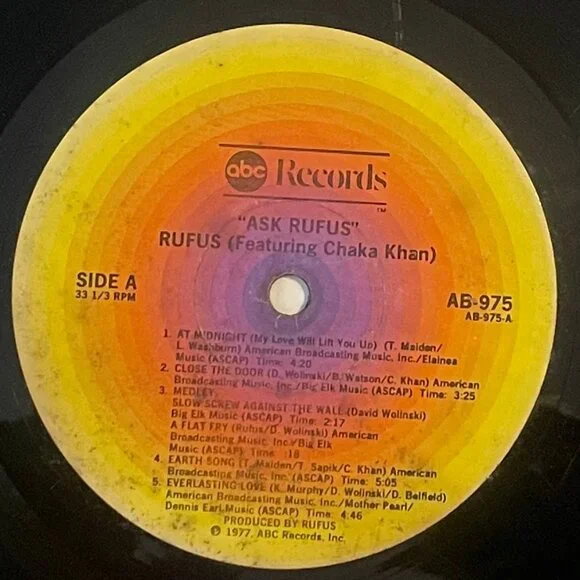 abc Records
TM
"ASK RUFUS"
RUFUS (Featuring Chaka Khan)
SIDE A
33 1/3 RPM
AB-975
AB-975-A
1. AT MIDNIGHT (My Love Will Lift You Up) (T. Maiden/
L. Washburn) American Broadcasting Music, Inc./Elainea
Music (ASCAP) Time: 4:20
2. CLOSE THE DOOR (D. Wolinski/B. Watson/C. Khan) American
Broadcasting Music, Inc./Big Elk Music (ASCAP) Time: 3:25
3. MEDLEY:
SLOW SCREW AGAINST THE WALL (David Wolinski)
Big Elk Music (ASCAP) Time: 2:17
A FLAT FRY (Rufus/D. Wolinski) American
Broadcasting Music, Inc./Big Elk
Music (ASCAP) Time: :18
4. EARTH SONG (T. Maiden/T. Sapik/C. Khan) American
Broadcasting Music, Inc. (ASCAP) Time: 5:05
5. EVERLASTING LOVE (K. Murphy/D. Wolinski/D. Belfield)
American Broadcasting Music, Inc./Mother Pearl/
Dennis Earl Music (ASCAP) Time: 4:46
PRODUCED BY RUFUS
℗ 1977, ABC Records, Inc.